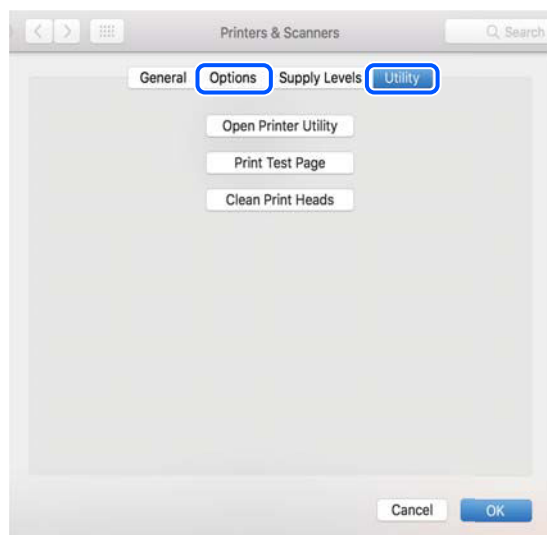 Printers & Scanners Search
General Options Supply Levels Utility
Open Printer Utility
Print Test Page
Clean Print Heads
Cancel OK